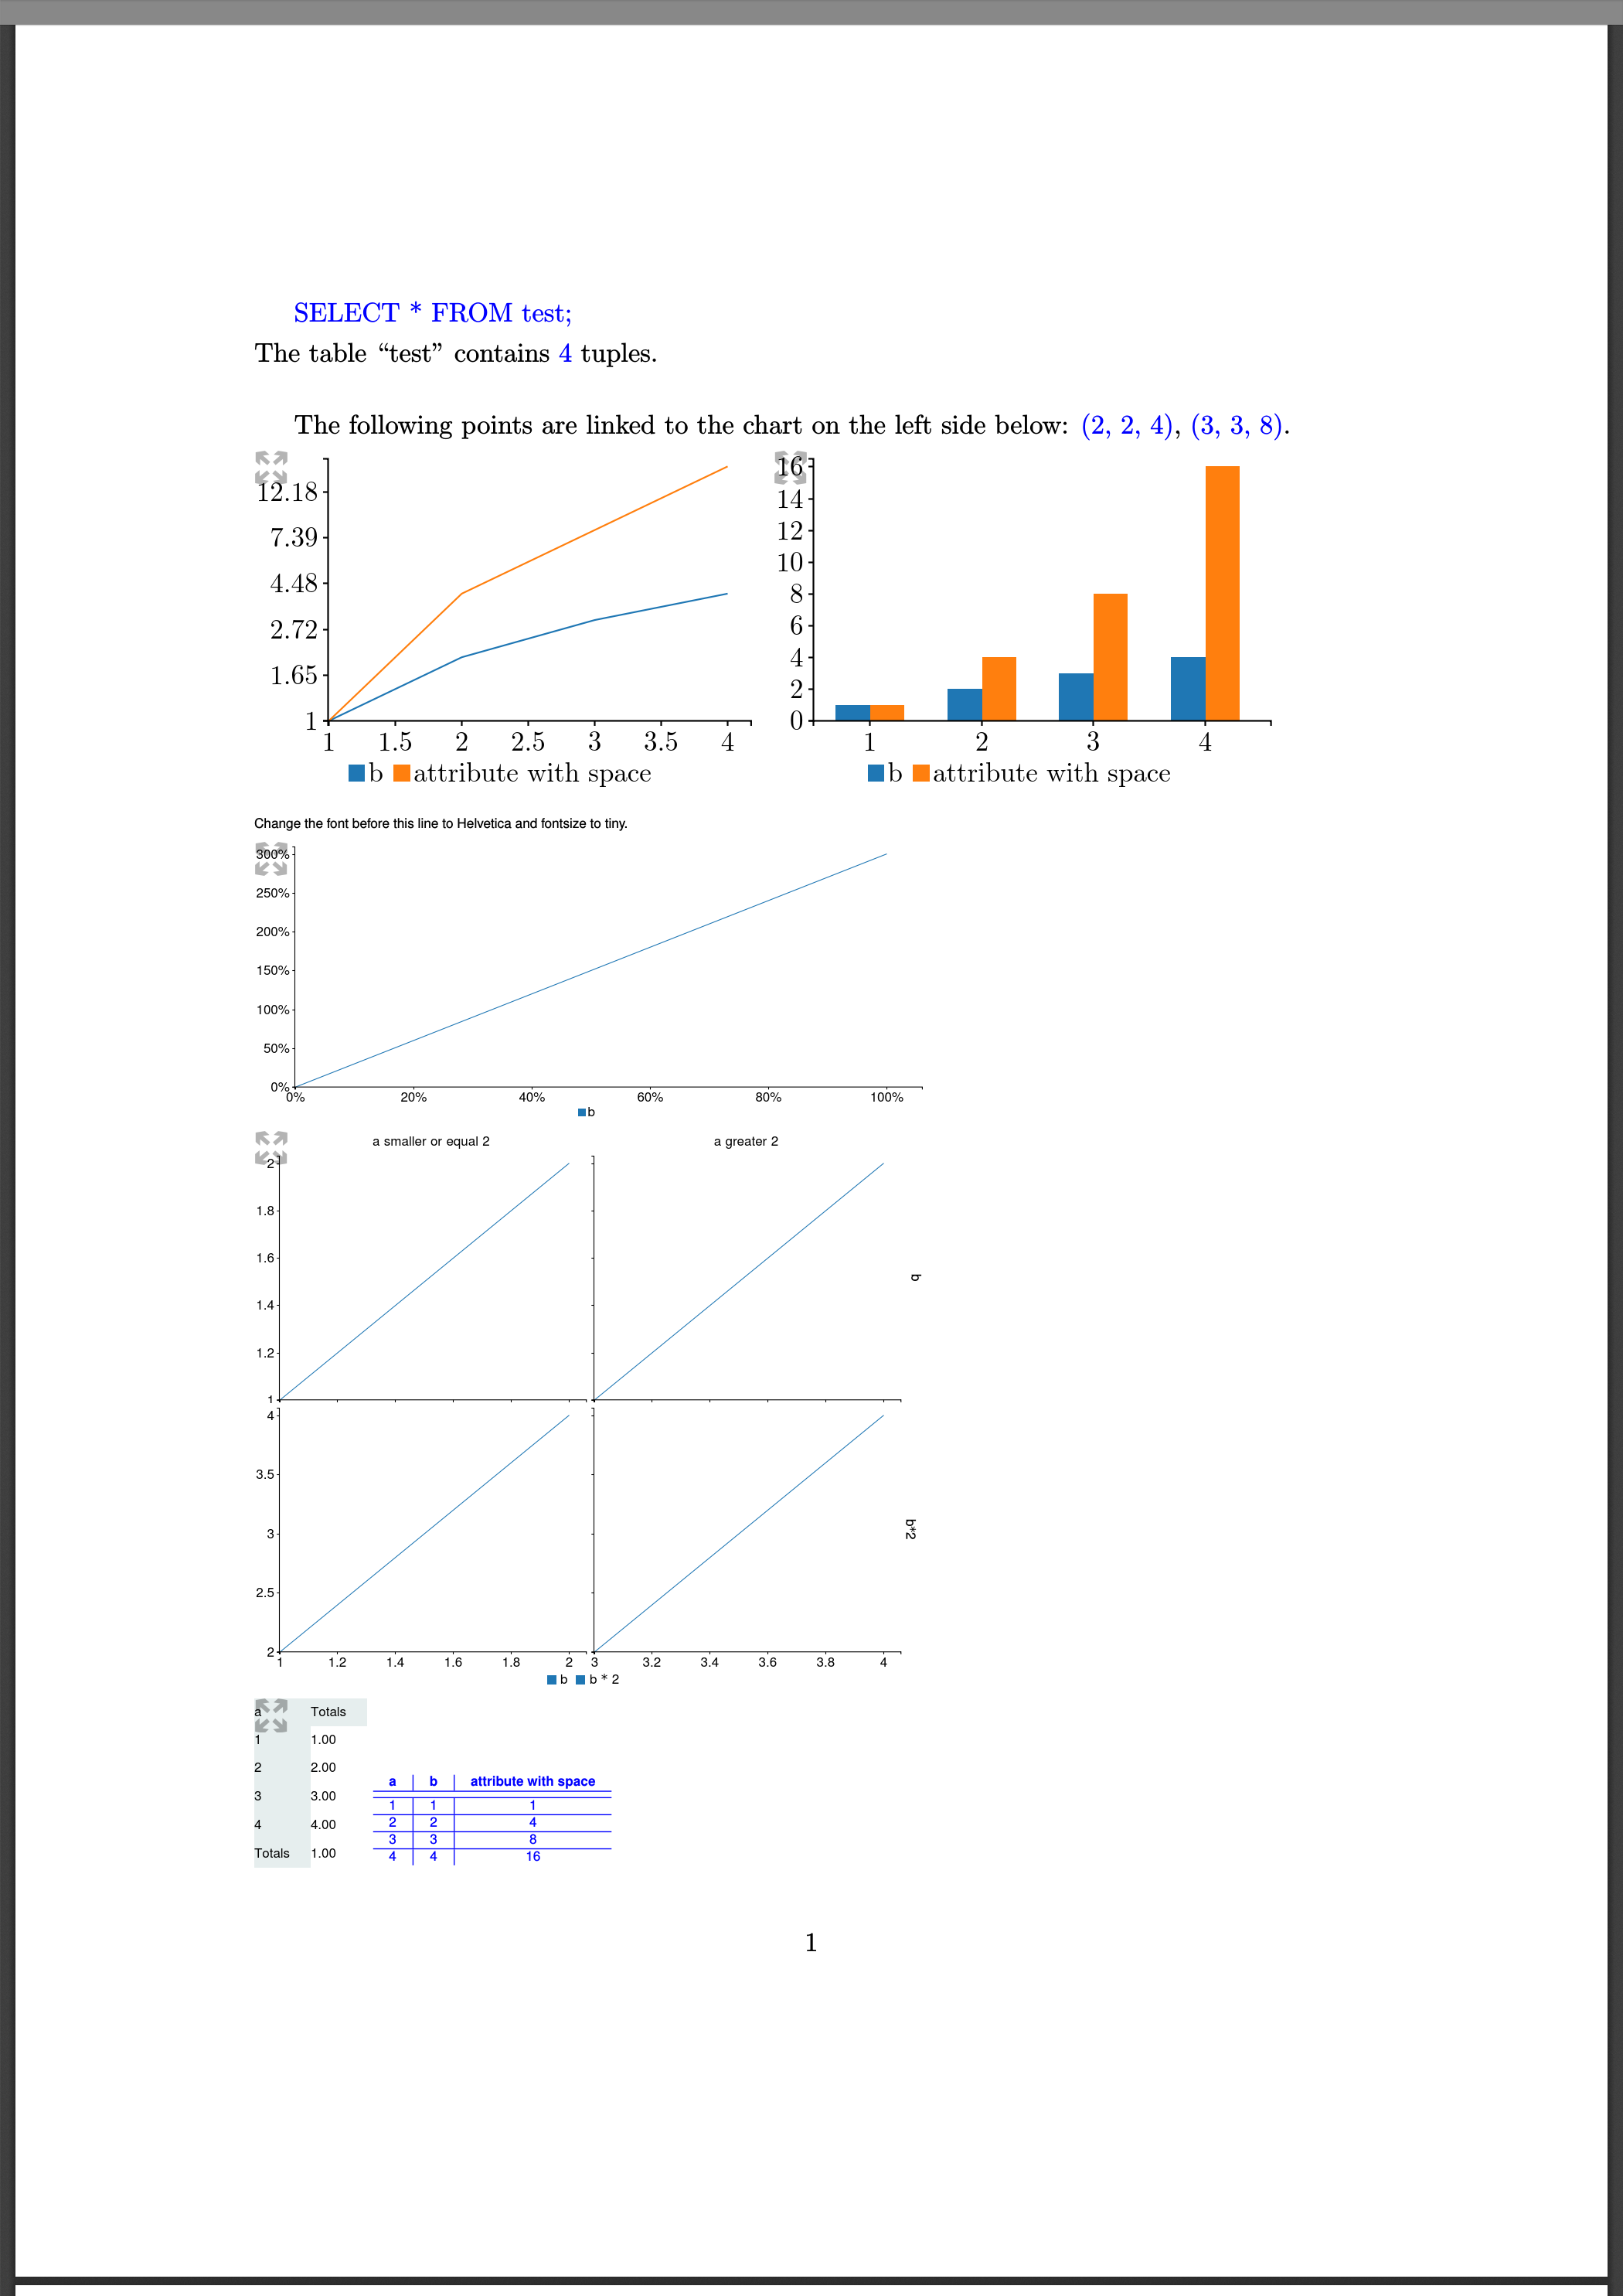 SELECT * FROM test;
The table “test” contains 4 tuples.
The following points are linked to the chart on the left side below: (2, 2, 4), (3, 3, 8).
12.18
7.39
4.48
2.72
1.65
1
1 1.5 2 2.5 3 3.5 4
b attribute with space
16
14
12
10
8
6
4
2
0
1 2 3 4
b attribute with space
Change the font before this line to Helvetica and fontsize to tiny.
300%
250%
200%
150%
100%
50%
0%
0% 20% 40% 60% 80% 100%
b
a smaller or equal 2 a greater 2
2
1.8
1.6
1.4
1.2
1
b
4
3.5
3
2.5
2
b*2
1 1.2 1.4 1.6 1.8 2 3 3.2 3.4 3.6 3.8 4
b b * 2
a Totals
1 1.00
2 2.00
3 3.00
4 4.00
Totals 1.00
a b attribute with space
1 1 1
2 2 4
3 3 8
4 4 16
1